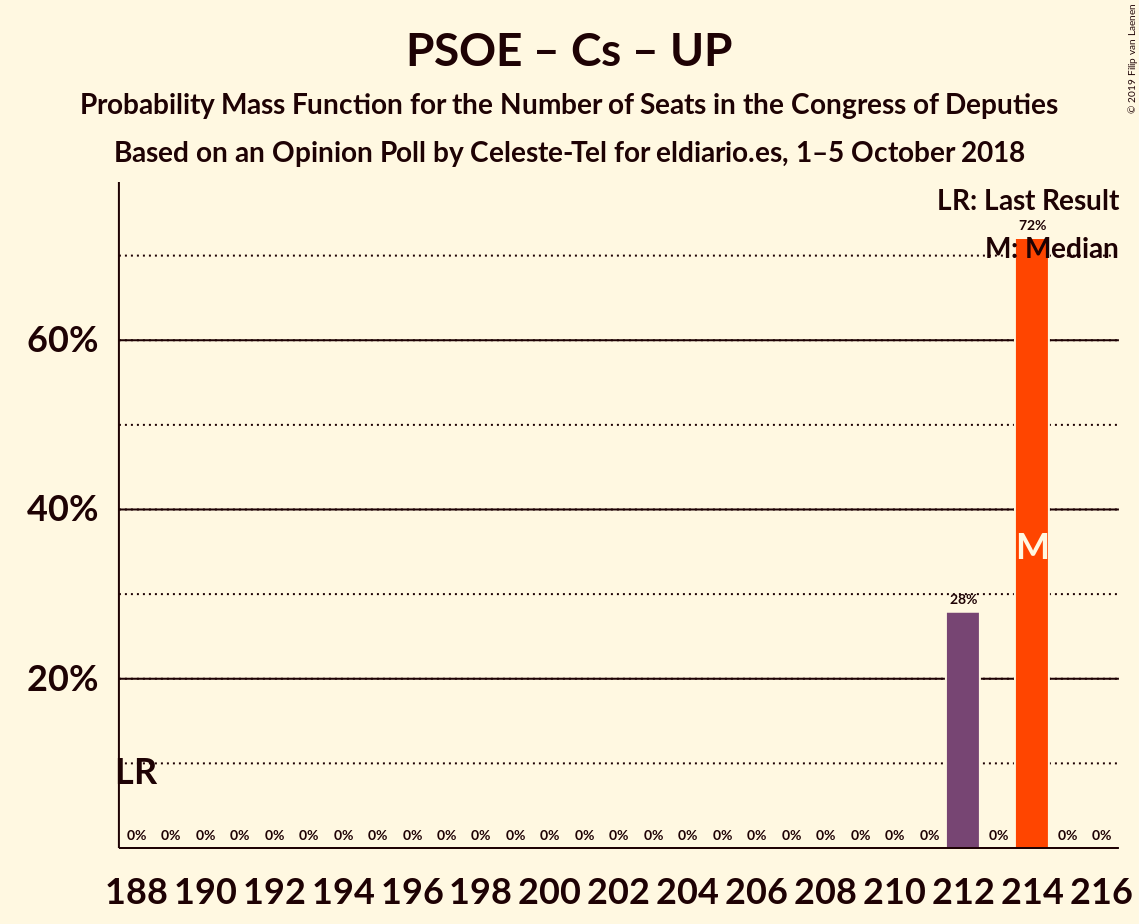 PSOE – Cs – UP
Probability Mass Function for the Number of Seats in the Congress of Deputies
Based on an Opinion Poll by Celeste-Tel for eldiario.es, 1–5 October 2018
© 2019 Filip van Laenen
LR: Last Result
72%
M: Median
60%
40%
M
28%
20%
LR
0% 0% 0% 0% 0% 0% 0% 0% 0% 0% 0% 0% 0% 0% 0% 0% 0% 0% 0% 0% 0% 0% 0% 0% 0% 0% 0%
188 190 192 194 196 198 200 202 204 206 208 210 212 214 216